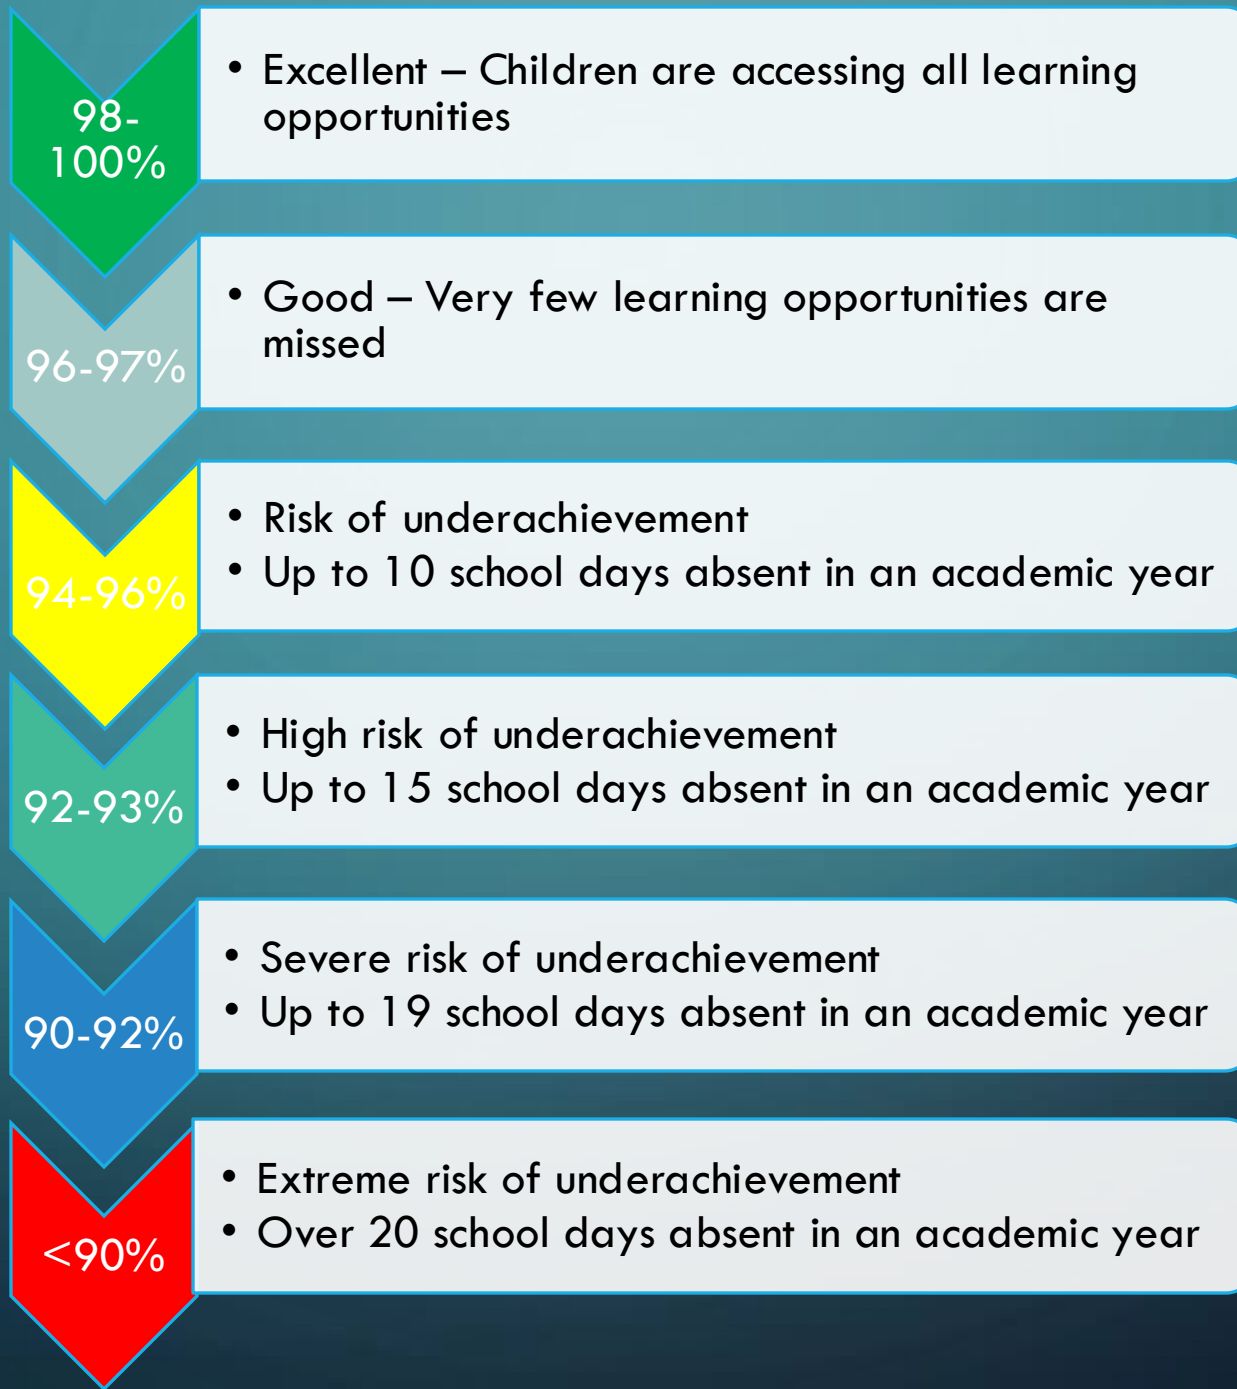 98-
100%
• Excellent – Children are accessing all learning
opportunities
96-97%
• Good – Very few learning opportunities are
missed
94-96%
• Risk of underachievement
• Up to 10 school days absent in an academic year
92-93%
• High risk of underachievement
• Up to 15 school days absent in an academic year
90-92%
• Severe risk of underachievement
• Up to 19 school days absent in an academic year
<90%
• Extreme risk of underachievement
• Over 20 school days absent in an academic year